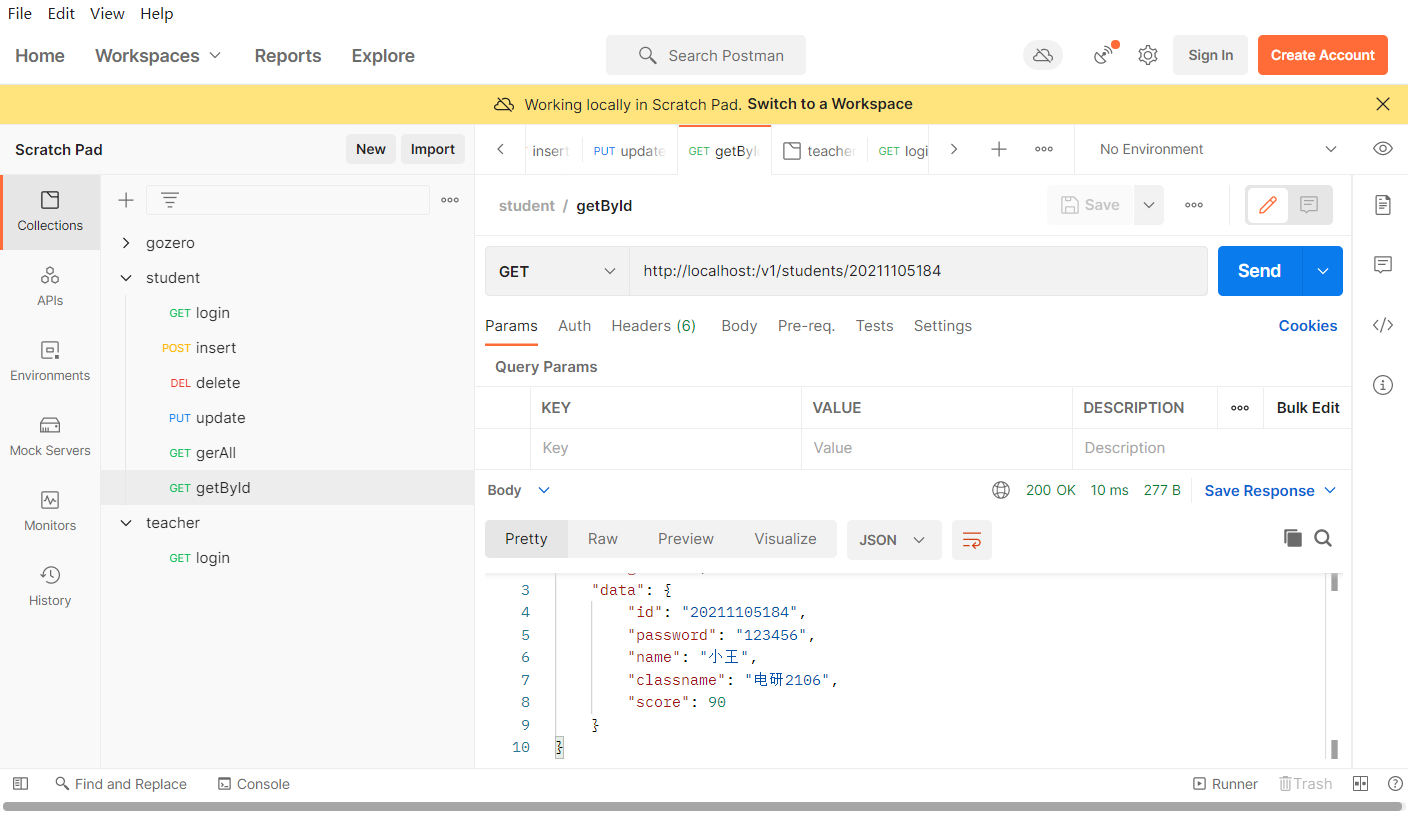 File Edit View Help
Home Workspaces Reports Explore Search Postman Sign In Create Account
Working locally in Scratch Pad. Switch to a Workspace
Scratch Pad New Import insert PUT update GET getById teacher GET logi No Environment
Collections
APIs
Environments
Mock Servers
Monitors
History
gozero
student
GET login
POST insert
DEL delete
PUT update
GET gerAll
GET getById
teacher
GET login
student / getById Save
GET http://localhost:/v1/students/20211105184 Send
Params Auth Headers (6) Body Pre-req. Tests Settings Cookies
Query Params
KEY VALUE DESCRIPTION Bulk Edit
Key Value Description
Body 200 OK 10 ms 277 B Save Response
Pretty Raw Preview Visualize JSON
3 "data": {
4 "id": "20211105184",
5 "password": "123456",
6 "name": "小王",
7 "classname": "电研2106",
8 "score": 90
9 }
10 }
Find and Replace Console Runner Trash